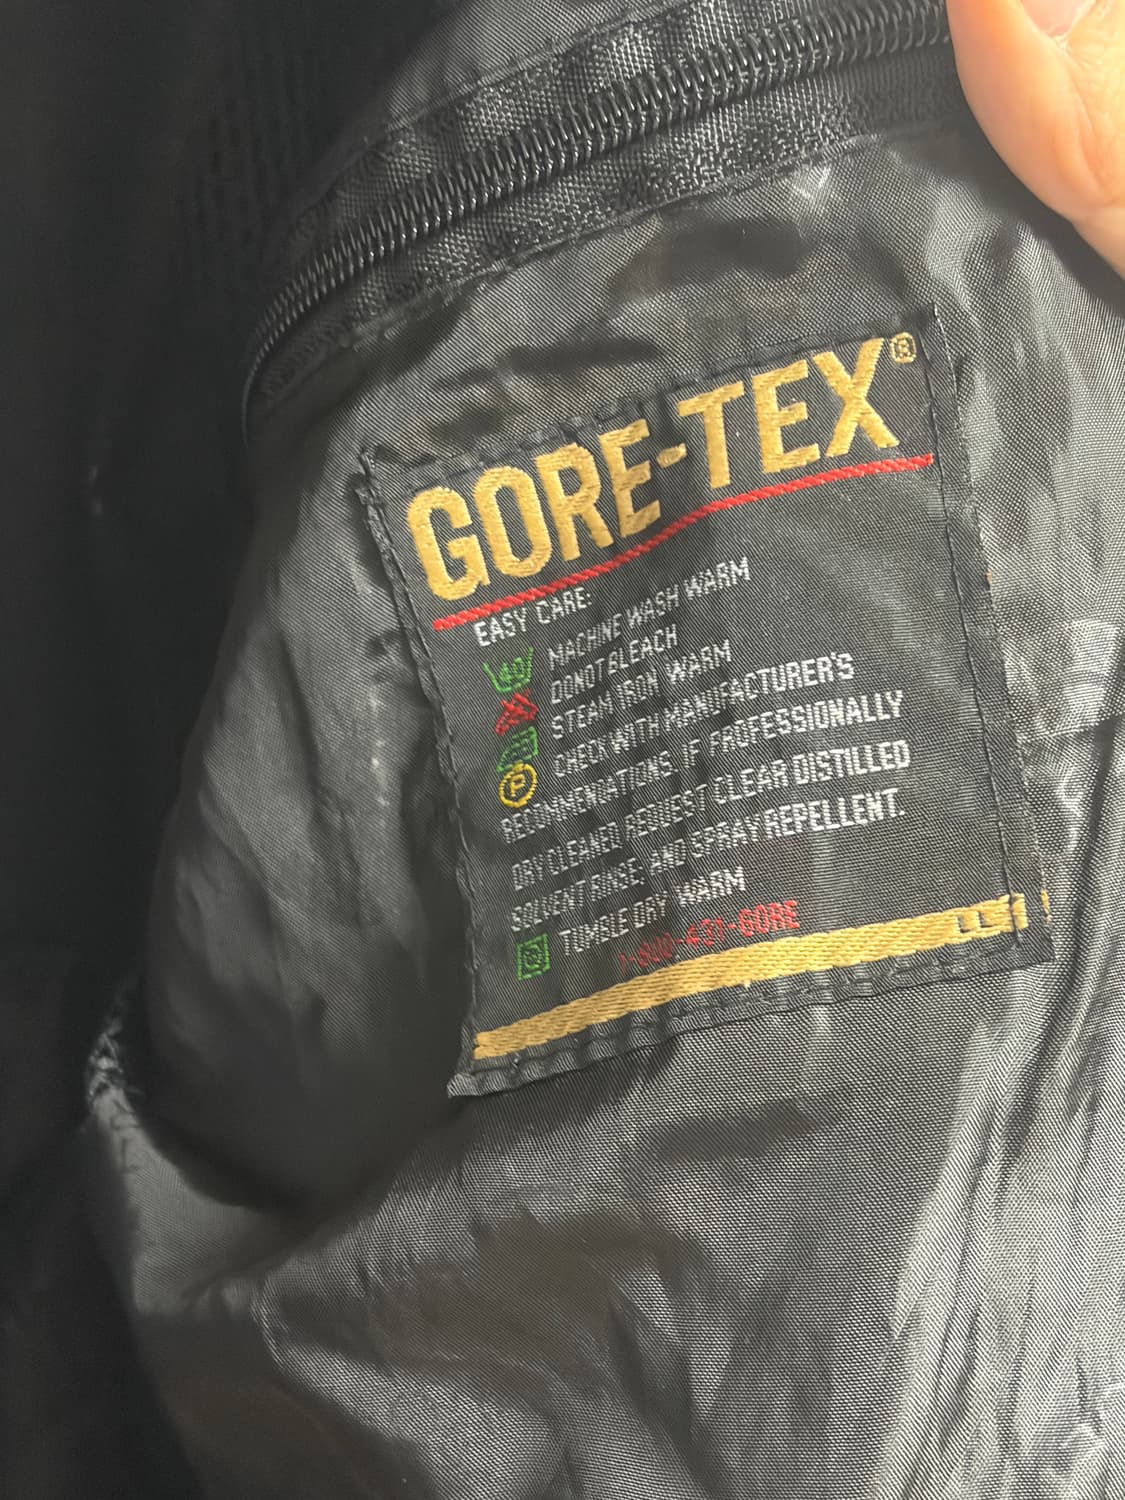 GORE-TEX®
EASY CARE:
40 MACHINE WASH WARM
DO NOT BLEACH
STEAM IRON WARM
P CHECK WITH MANUFACTURER'S
RECOMMENDATIONS, IF PROFESSIONALLY
DRY CLEANED REQUEST CLEAR DISTILLED
SOLVENT RINSE, AND SPRAY REPELLENT.
TUMBLE DRY WARM
1-800-431-GORE